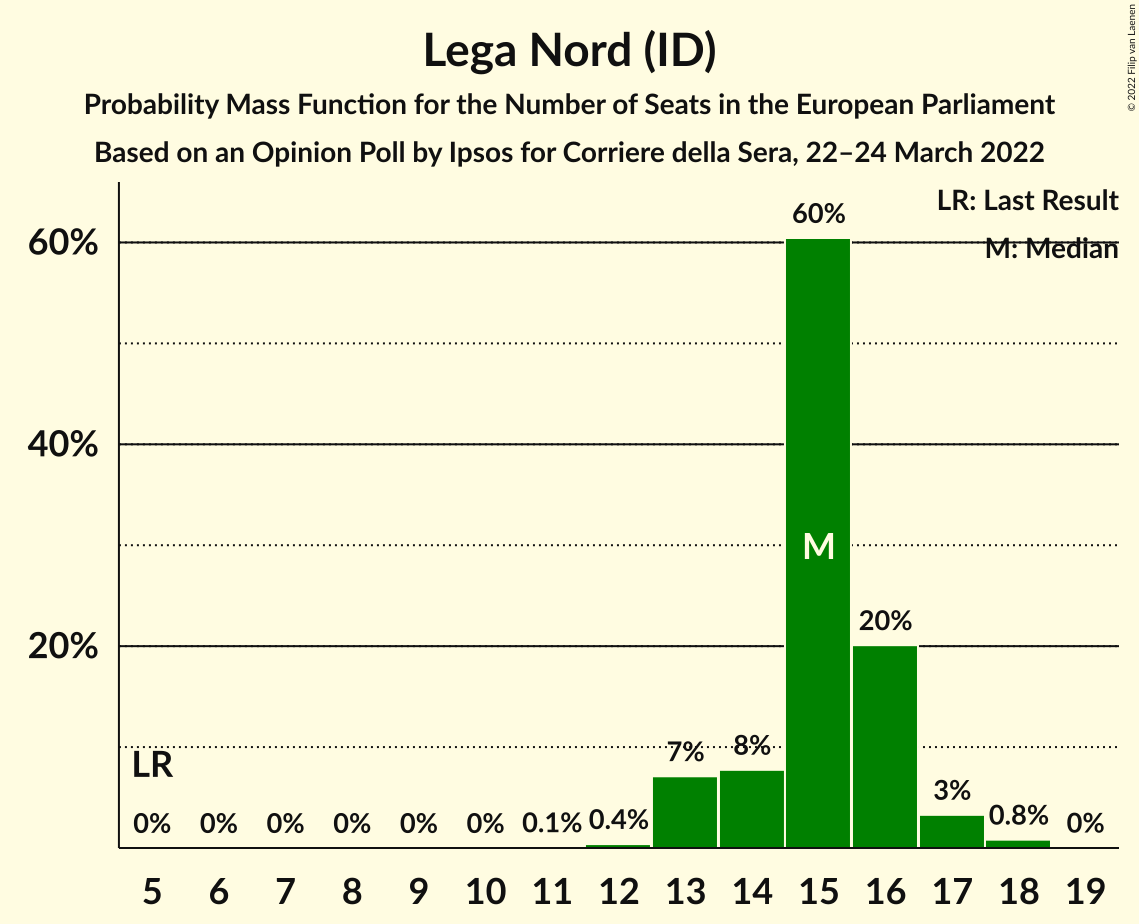 Lega Nord (ID)
Probability Mass Function for the Number of Seats in the European Parliament
Based on an Opinion Poll by Ipsos for Corriere della Sera, 22–24 March 2022
© 2022 Filip van Laenen
LR: Last Result
M: Median
60%
40%
20%
60%
M
20%
LR
7%
8%
3%
0%
0%
0%
0%
0%
0%
0.1%
0.4%
0.8%
0%
5 6 7 8 9 10 11 12 13 14 15 16 17 18 19